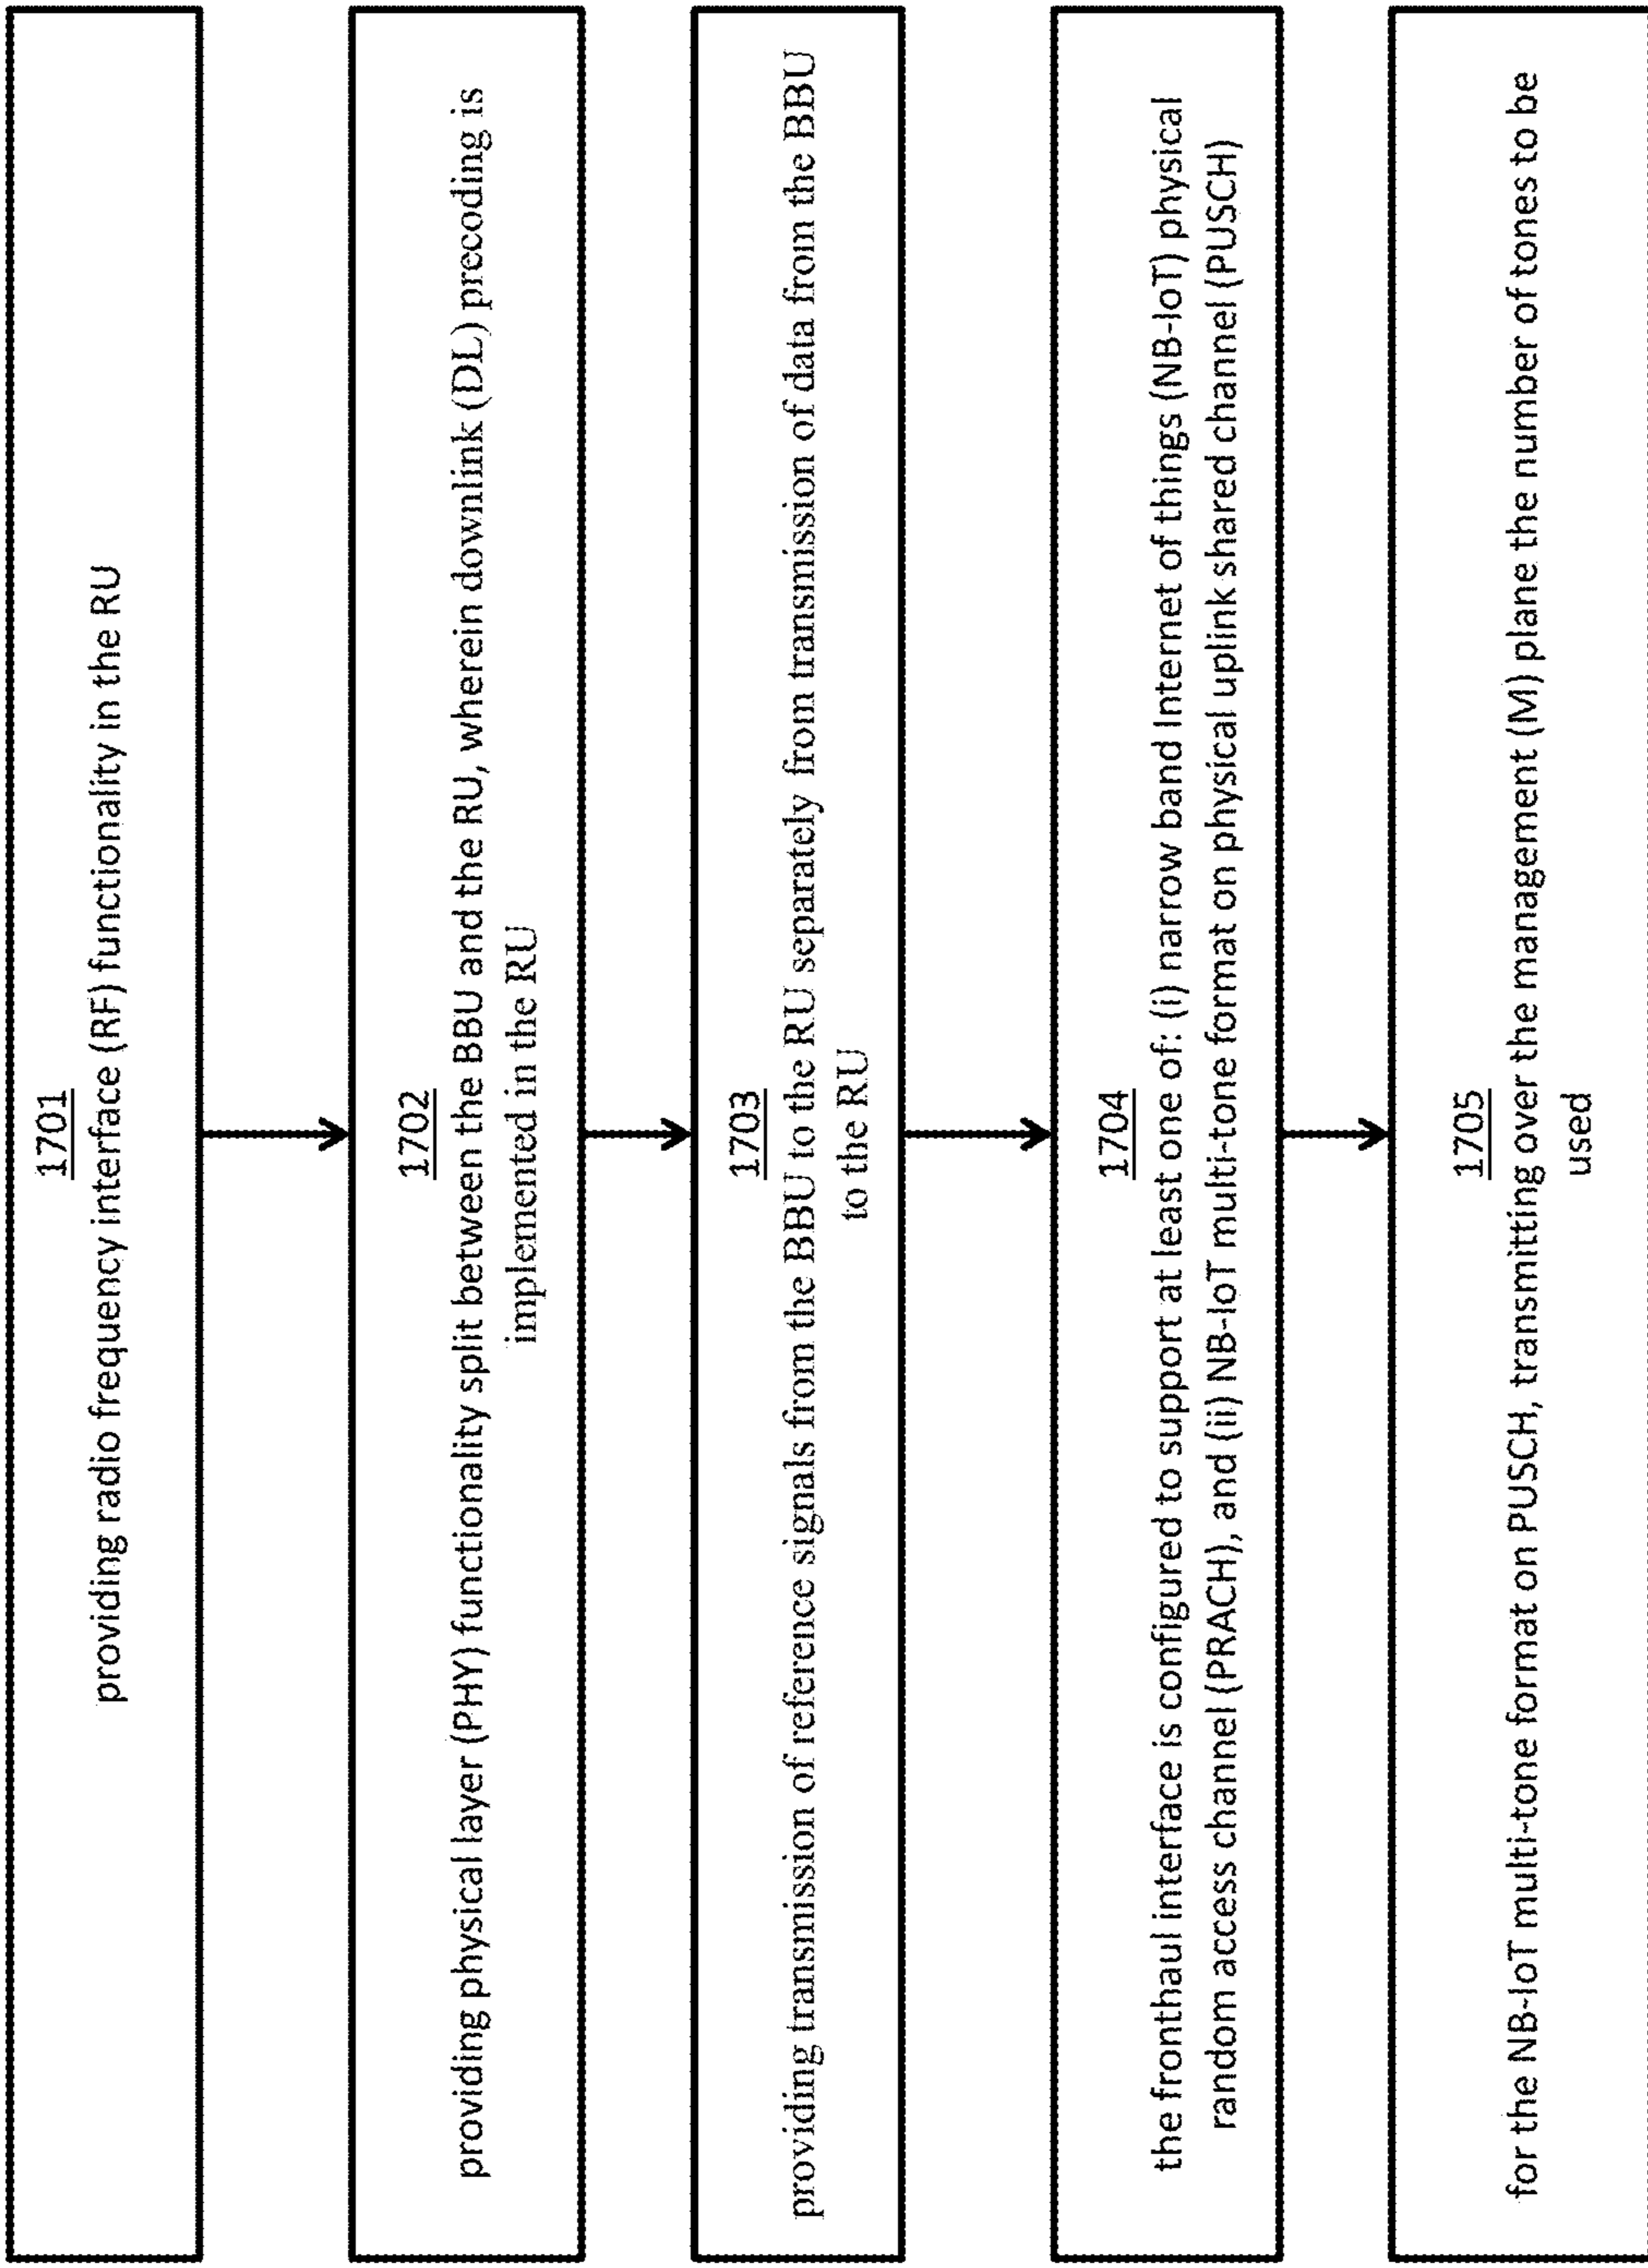 1701
providing radio frequency interface (RF) functionality in the RU
1702
providing physical layer (PHY) functionality split between the BBU and the RU, wherein downlink (DL) precoding is
implemented in the RU
1703
providing transmission of reference signals from the BBU to the RU separately from transmission of data from the BBU
to the RU
1704
the fronthaul interface is configured to support at least one of: (i) narrow band Internet of things (NB-IoT) physical
random access channel (PRACH), and (ii) NB-IoT multi-tone format on physical uplink shared channel (PUSCH)
1705
for the NB-IoT multi-tone format on PUSCH, transmitting over the management (M) plane the number of tones to be
used